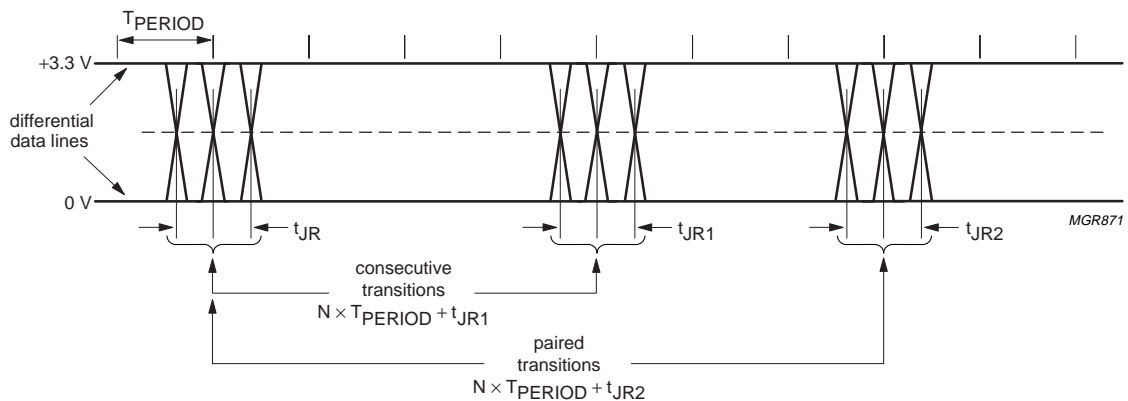 TPERIOD
+3.3 V
differential
data lines
0 V
MGR871
tJR
tJR1
tJR2
consecutive
transitions
N × TPERIOD + tJR1
paired
transitions
N × TPERIOD + tJR2